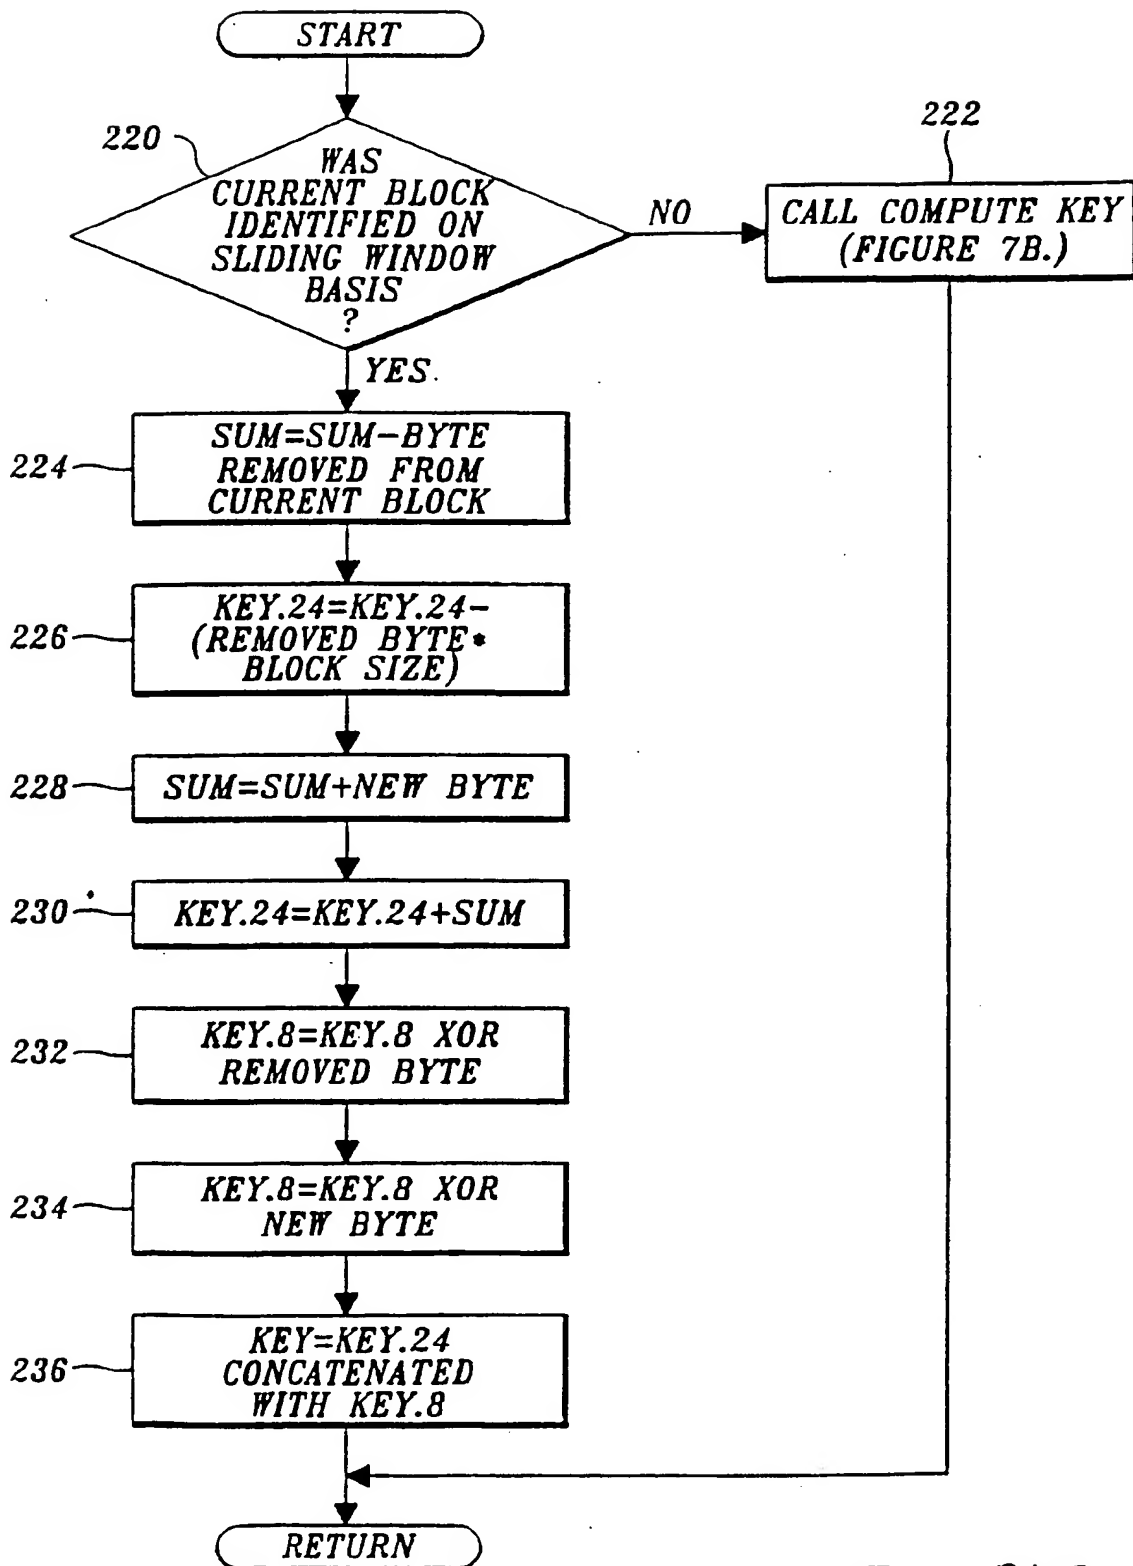 START
220
WAS
CURRENT BLOCK
IDENTIFIED ON
SLIDING WINDOW
BASIS
?
NO
222
CALL COMPUTE KEY
(FIGURE 7B.)
YES.
224
SUM=SUM-BYTE
REMOVED FROM
CURRENT BLOCK
226
KEY.24=KEY.24-
(REMOVED BYTE*
BLOCK SIZE)
228
SUM=SUM+NEW BYTE
230
KEY.24=KEY.24+SUM
232
KEY.8=KEY.8 XOR
REMOVED BYTE
234
KEY.8=KEY.8 XOR
NEW BYTE
236
KEY=KEY.24
CONCATENATED
WITH KEY.8
RETURN